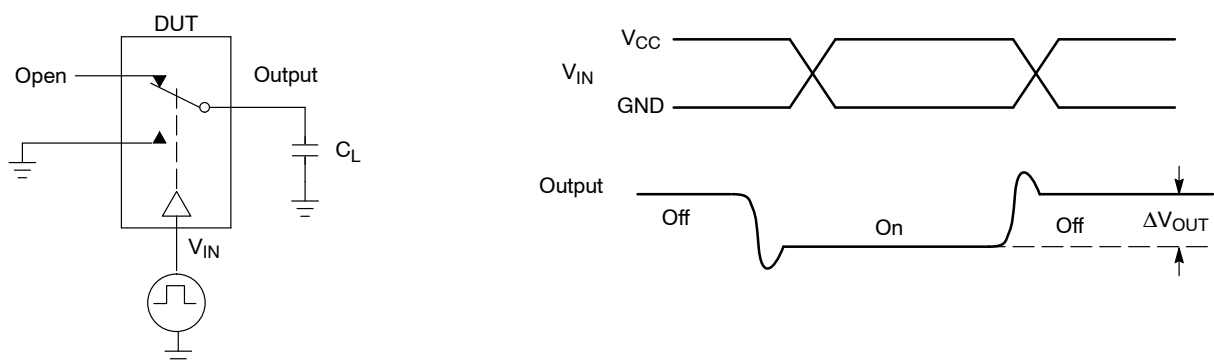 DUT
Open
Output
C_L
V_IN
V_CC
V_IN
GND
Output
Off
On
Off
ΔV_OUT